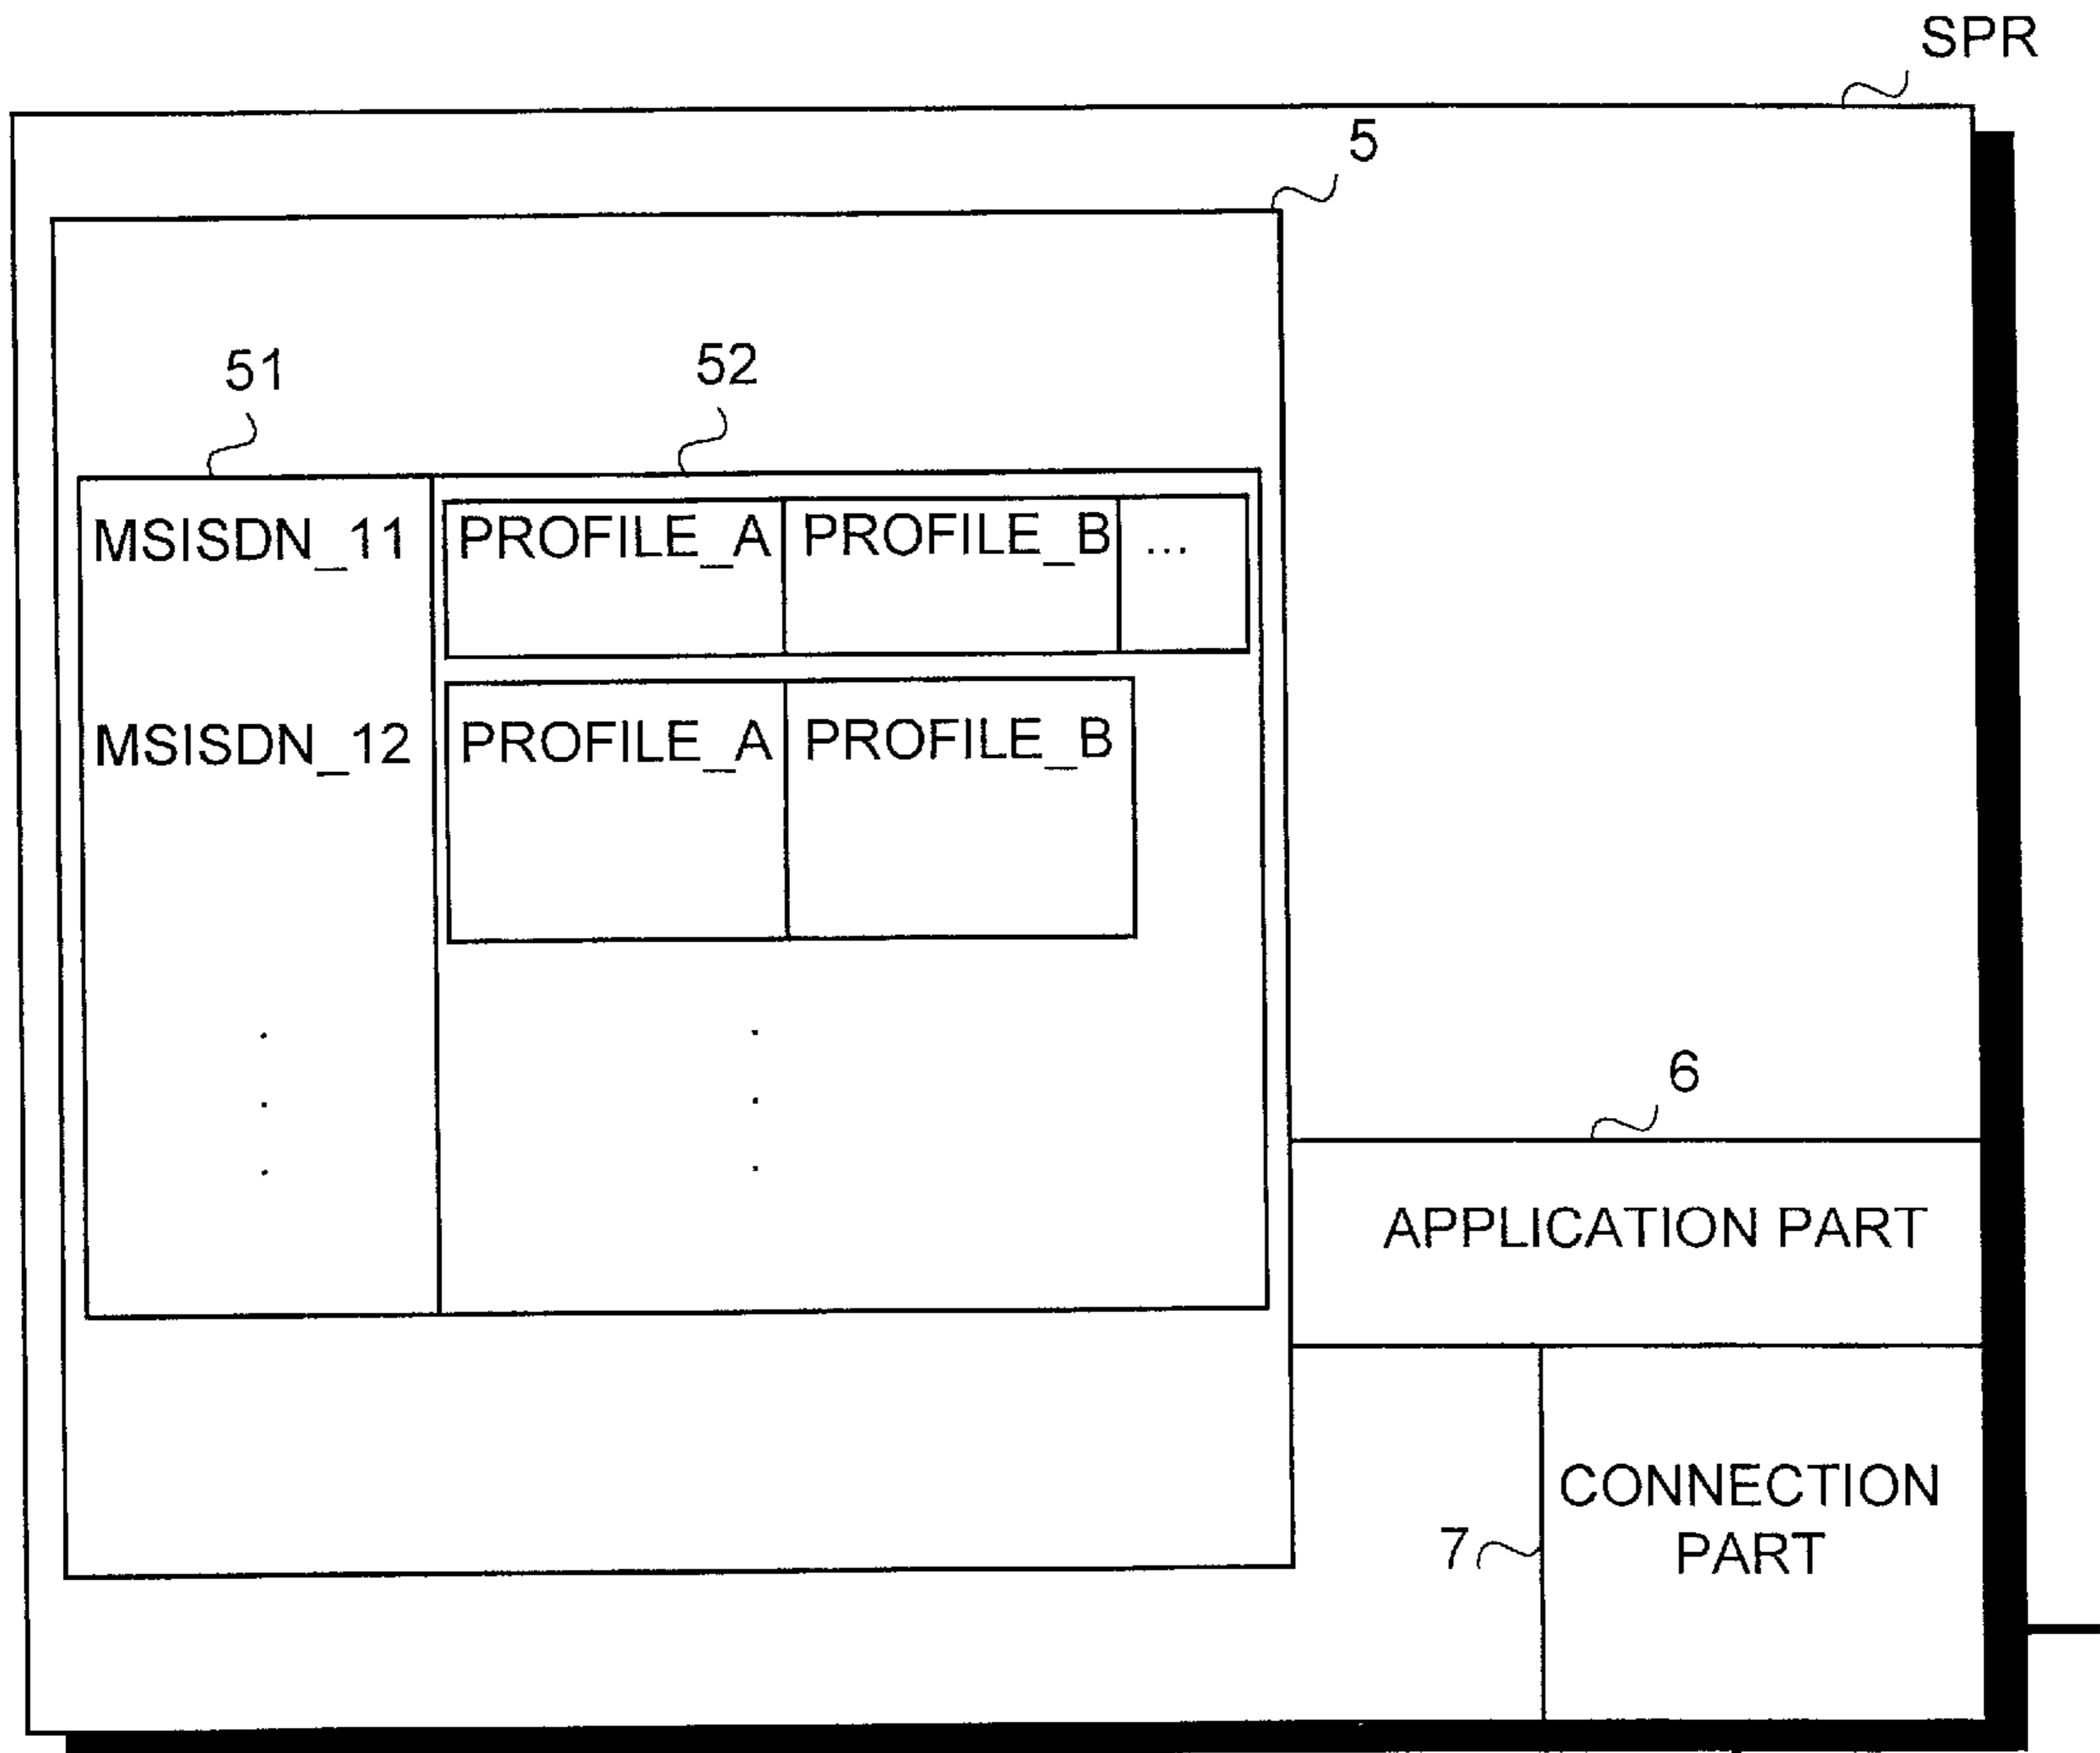 SPR
5
51
52
MSISDN_11 PROFILE_A PROFILE_B ...
MSISDN_12 PROFILE_A PROFILE_B
6
APPLICATION PART
CONNECTION
PART
7